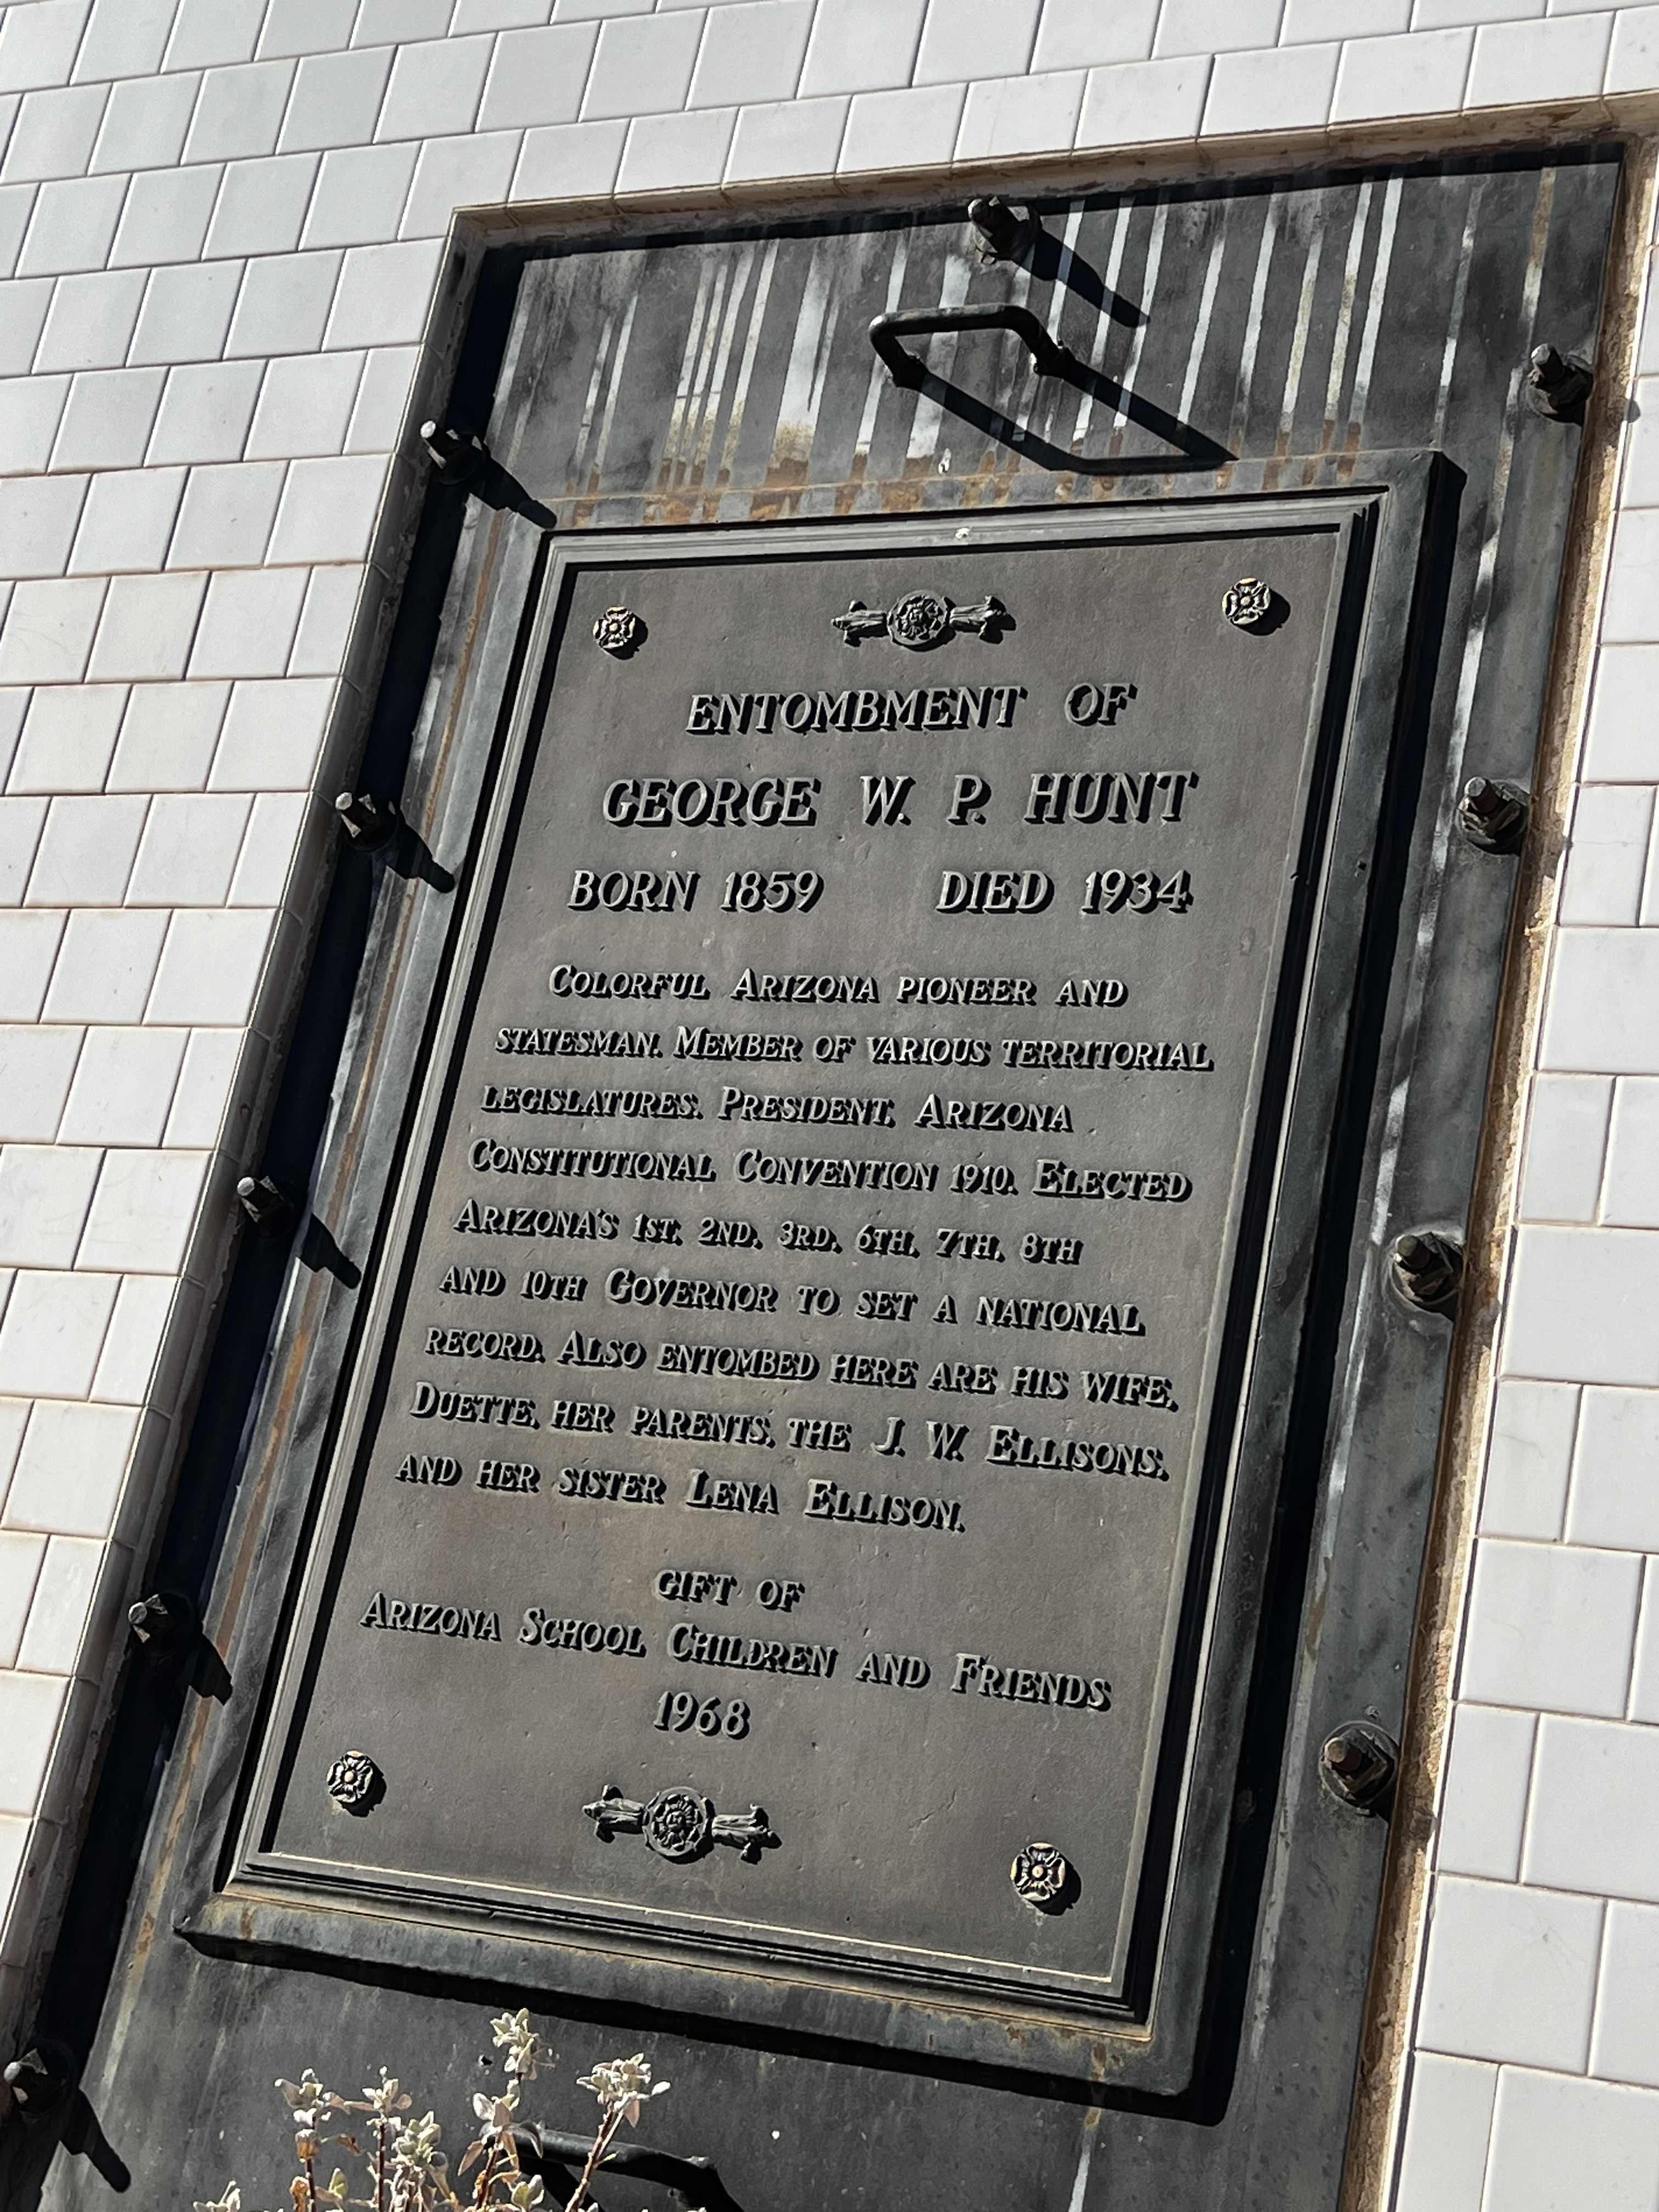 ENTOMBMENT OF
GEORGE W. P. HUNT
BORN 1859 DIED 1934
COLORFUL ARIZONA PIONEER AND
STATESMAN. MEMBER OF VARIOUS TERRITORIAL
LEGISLATURES. PRESIDENT, ARIZONA
CONSTITUTIONAL CONVENTION 1910. ELECTED
ARIZONA'S 1ST, 2ND, 3RD, 6TH, 7TH, 8TH
AND 10TH GOVERNOR TO SET A NATIONAL
RECORD. ALSO ENTOMBED HERE ARE HIS WIFE,
DUETTE, HER PARENTS, THE J. W. ELLISONS,
AND HER SISTER LENA ELLISON.
GIFT OF
ARIZONA SCHOOL CHILDREN AND FRIENDS
1968